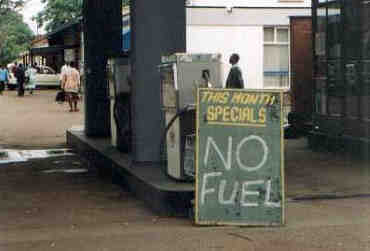 THIS MONTH
SPECIALS
NO
FUEL